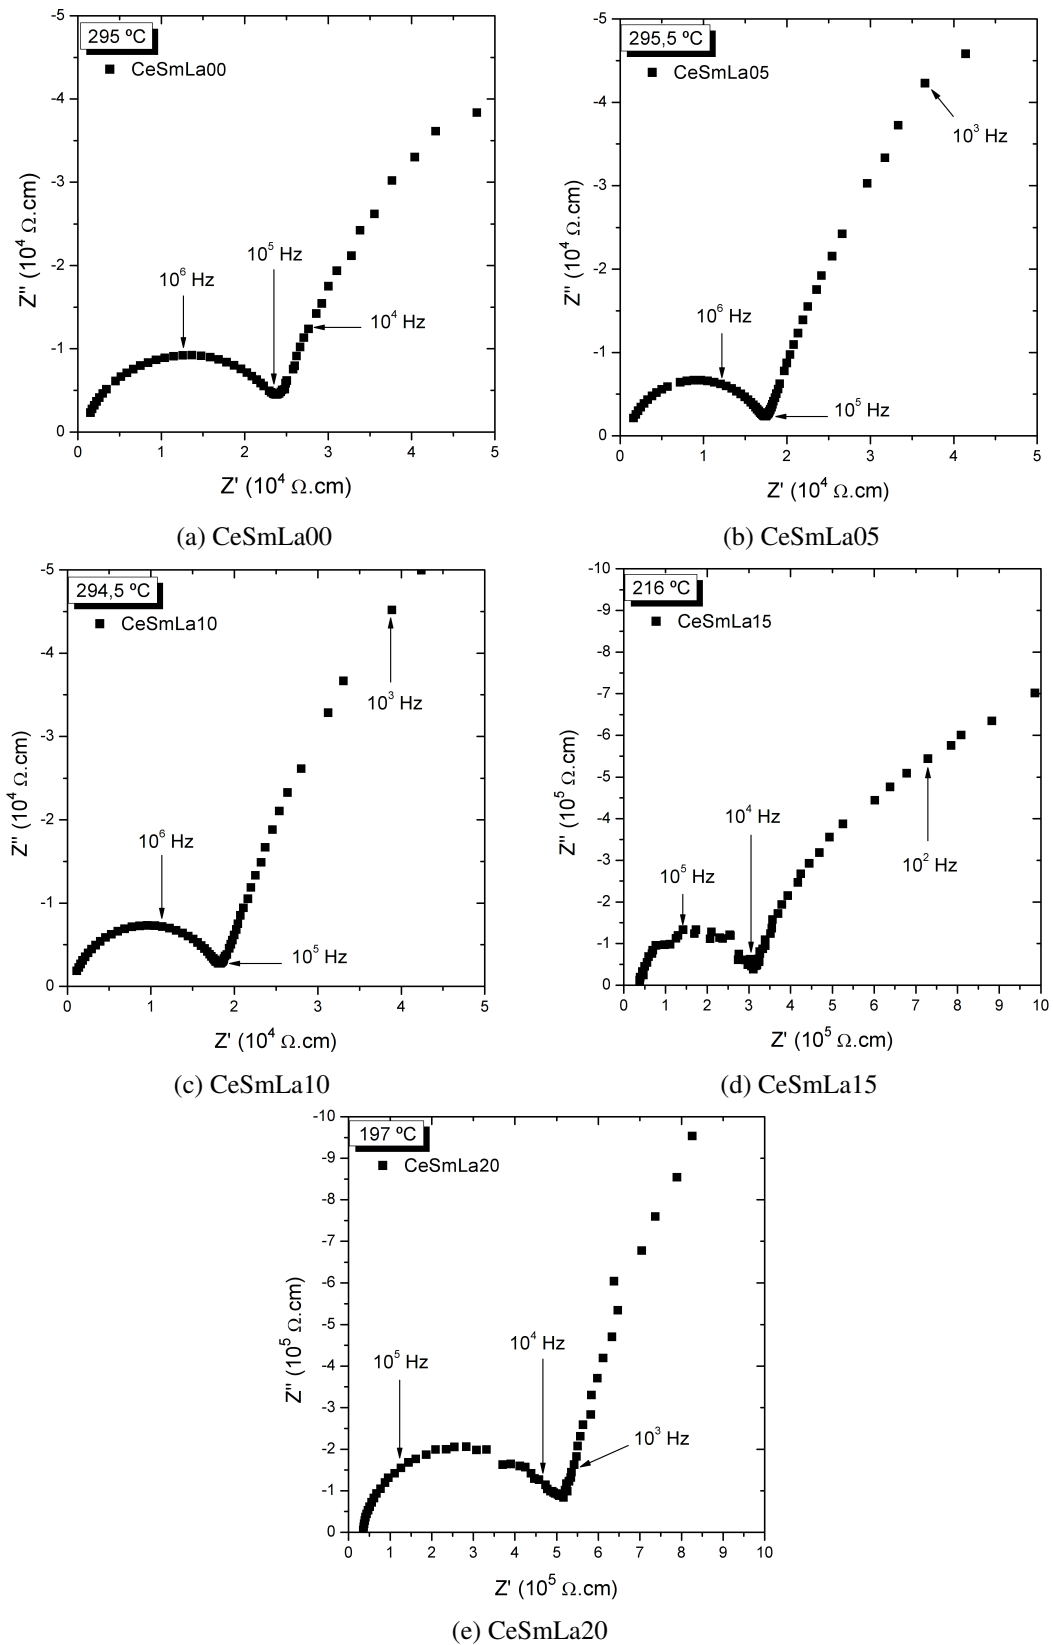 295 ºC
CeSmLa00
10⁶ Hz
10⁵ Hz
10⁴ Hz
-5
-4
-3
-2
-1
0
0 1 2 3 4 5
Z'' (10⁴ Ω.cm)
Z' (10⁴ Ω.cm)
(a) CeSmLa00
295,5 ºC
CeSmLa05
10³ Hz
10⁶ Hz
10⁵ Hz
-5
-4
-3
-2
-1
0
0 1 2 3 4 5
Z'' (10⁴ Ω.cm)
Z' (10⁴ Ω.cm)
(b) CeSmLa05
294,5 ºC
CeSmLa10
10³ Hz
10⁶ Hz
10⁵ Hz
-5
-4
-3
-2
-1
0
0 1 2 3 4 5
Z'' (10⁴ Ω.cm)
Z' (10⁴ Ω.cm)
(c) CeSmLa10
216 ºC
CeSmLa15
10⁴ Hz
10⁵ Hz
10² Hz
-10
-9
-8
-7
-6
-5
-4
-3
-2
-1
0
0 1 2 3 4 5 6 7 8 9 10
Z'' (10⁵ Ω.cm)
Z' (10⁵ Ω.cm)
(d) CeSmLa15
197 ºC
CeSmLa20
10⁵ Hz
10⁴ Hz
10³ Hz
-10
-9
-8
-7
-6
-5
-4
-3
-2
-1
0
0 1 2 3 4 5 6 7 8 9 10
Z'' (10⁵ Ω.cm)
Z' (10⁵ Ω.cm)
(e) CeSmLa20